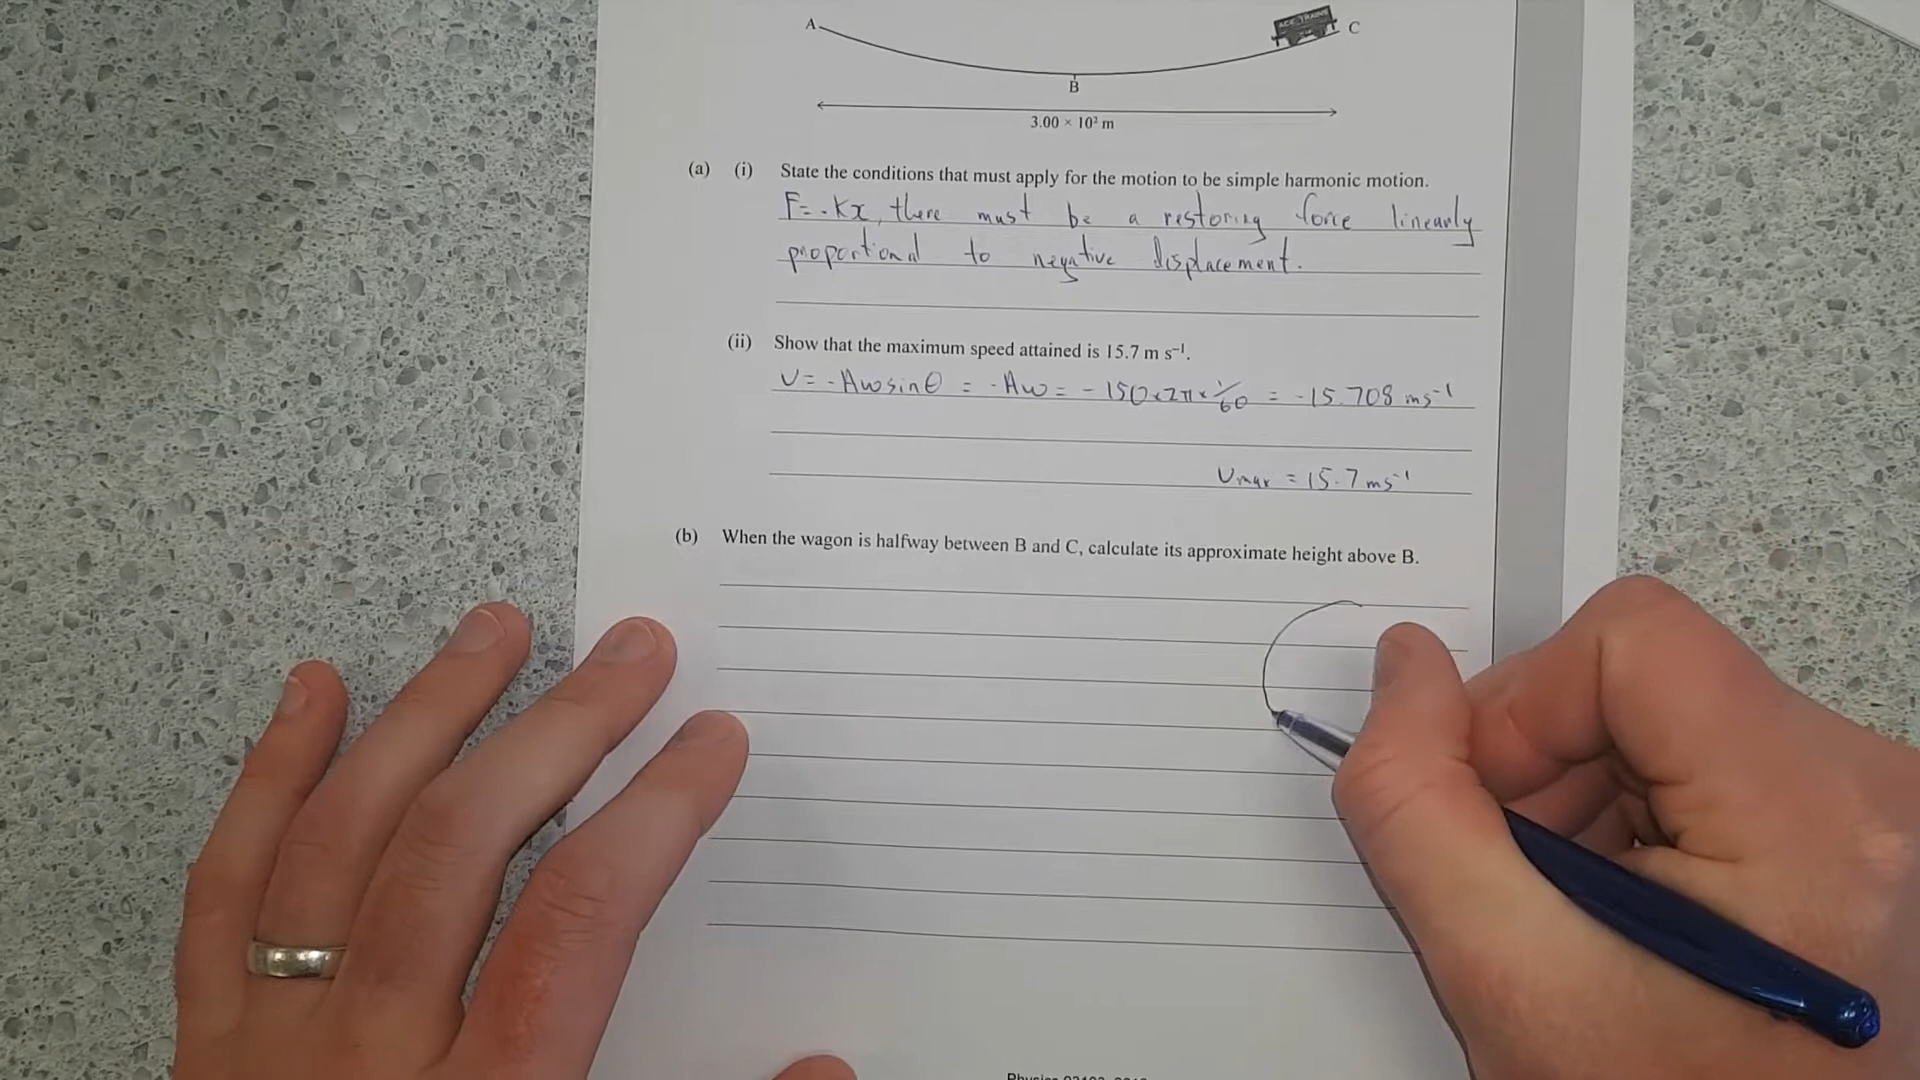 ACE TRAINS
A
C
B
3.00 × 10² m
(a) (i) State the conditions that must apply for the motion to be simple harmonic motion.
F=-Kx, there must be a restoring force linearly
proportional to negative displacement.
(ii) Show that the maximum speed attained is 15.7 m s⁻¹.
V = -Aωsinθ = -Aω = -150×2π×1/60 = -15.708 ms⁻¹
Vmax = 15.7 ms⁻¹
(b) When the wagon is halfway between B and C, calculate its approximate height above B.